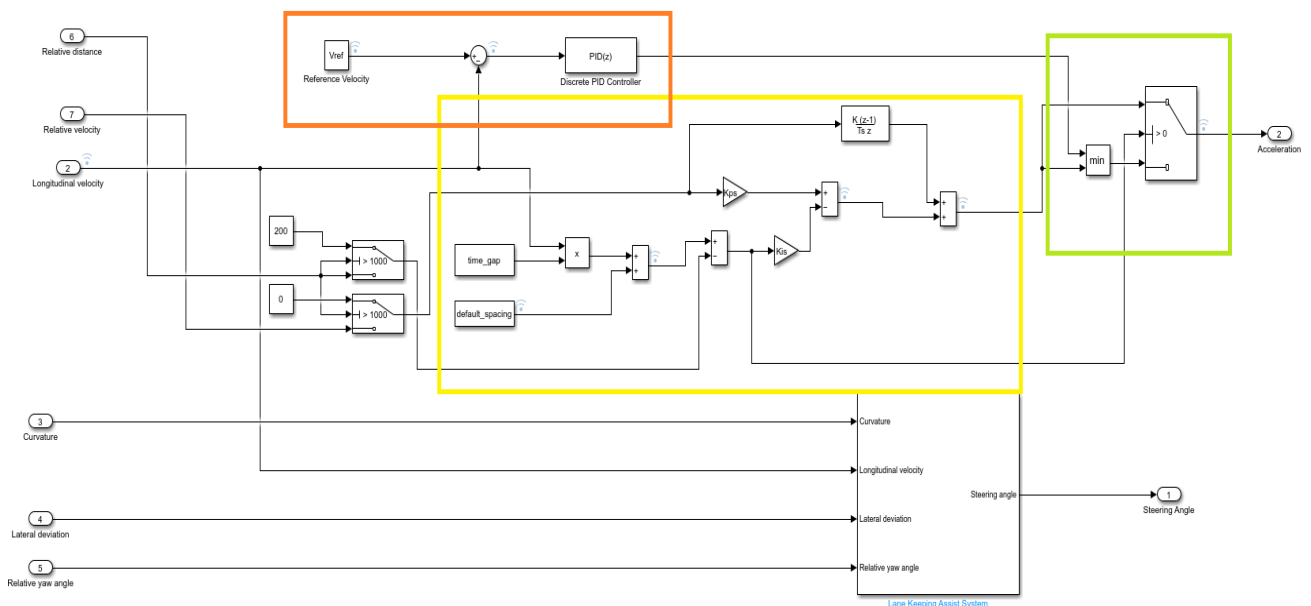 6
Relative distance
Vref
Reference Velocity
+
−
PID(z)
Discrete PID Controller
7
Relative velocity
K (z-1)
Ts z
> 0
min
2
Acceleration
2
Longitudinal velocity
Kps
+
−
+
+
200
> 1000
time_gap
x
+
+
+
−
Kis
0
> 1000
default_spacing
3
Curvature
Curvature
Longitudinal velocity
Steering angle
1
Steering Angle
4
Lateral deviation
Lateral deviation
5
Relative yaw angle
Relative yaw angle
Lane Keeping Assist System